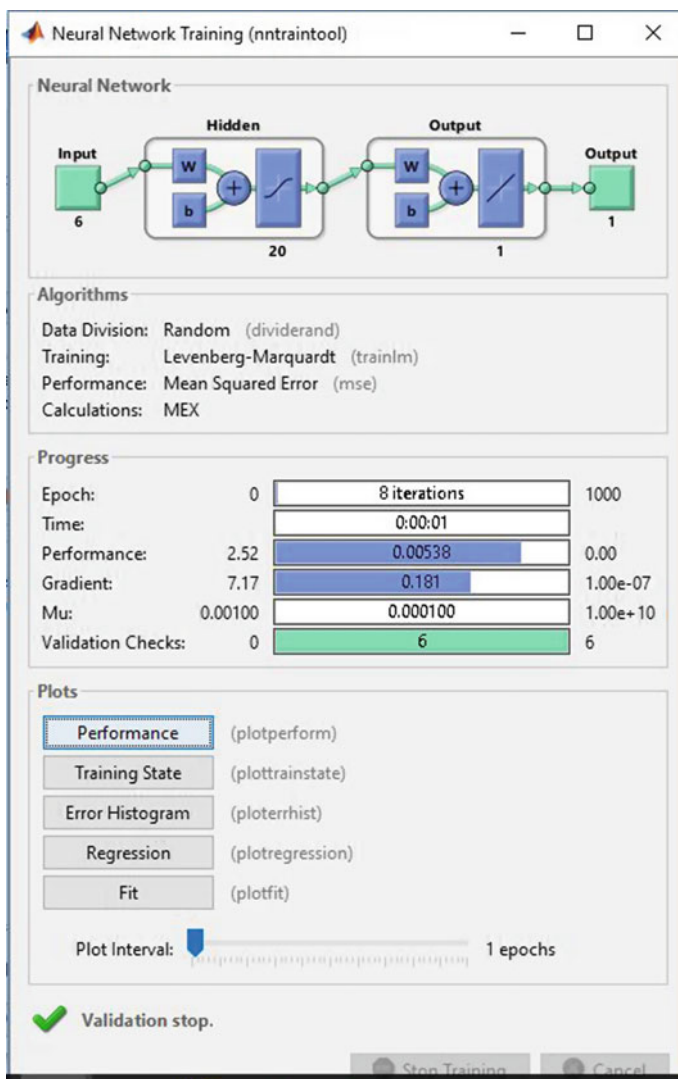 Neural Network Training (nntraintool)
Neural Network
Hidden Output
Input W b + W b + Output
6 20 1 1
Algorithms
Data Division: Random (dividerand)
Training: Levenberg-Marquardt (trainlm)
Performance: Mean Squared Error (mse)
Calculations: MEX
Progress
Epoch: 0 8 iterations 1000
Time: 0:00:01
Performance: 2.52 0.00538 0.00
Gradient: 7.17 0.181 1.00e-07
Mu: 0.00100 0.000100 1.00e+10
Validation Checks: 0 6 6
Plots
Performance (plotperform)
Training State (plottrainstate)
Error Histogram (ploterrhist)
Regression (plotregression)
Fit (plotfit)
Plot Interval: 1 epochs
Validation stop.
Stop Training Cancel